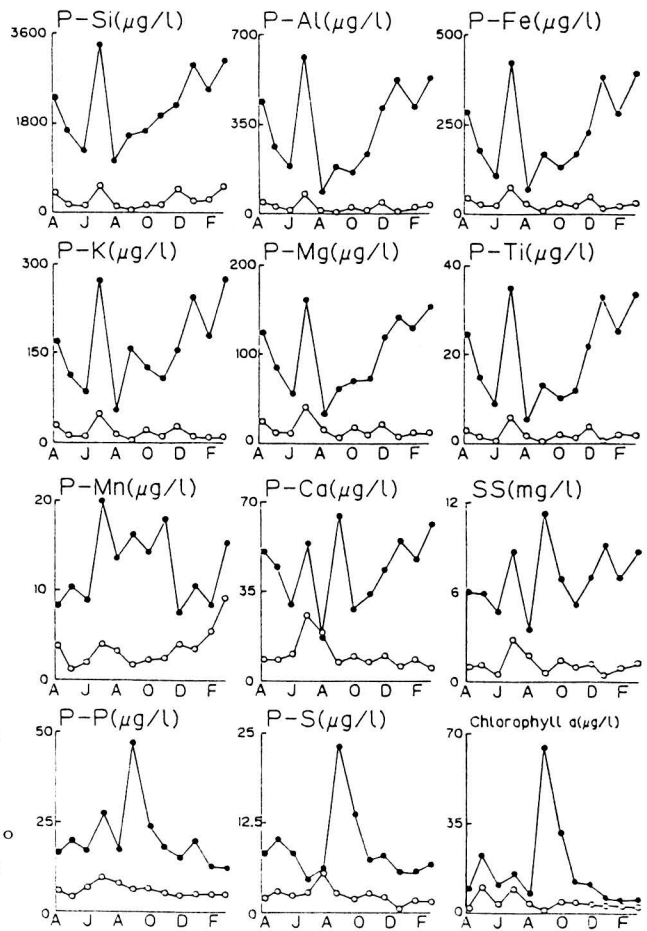 P-Si(μg/l) P-Al(μg/l) P-Fe(μg/l)
3600 700 500
1800 350 250
0 0 0
A J A O D F A J A O D F A J A O D F
P-K(μg/l) P-Mg(μg/l) P-Ti(μg/l)
300 200 40
150 100 20
0 0 0
A J A O D F A J A O D F A J A O D F
P-Mn(μg/l) P-Ca(μg/l) SS(mg/l)
20 70 12
10 35 6
0 0 0
A J A O D F A J A O D F A J A O D F
P-P(μg/l) P-S(μg/l) Chlorophyll a(μg/l)
50 25 70
25 12.5 35
0 0 0
A J A O D F A J A O D F A J A O D F